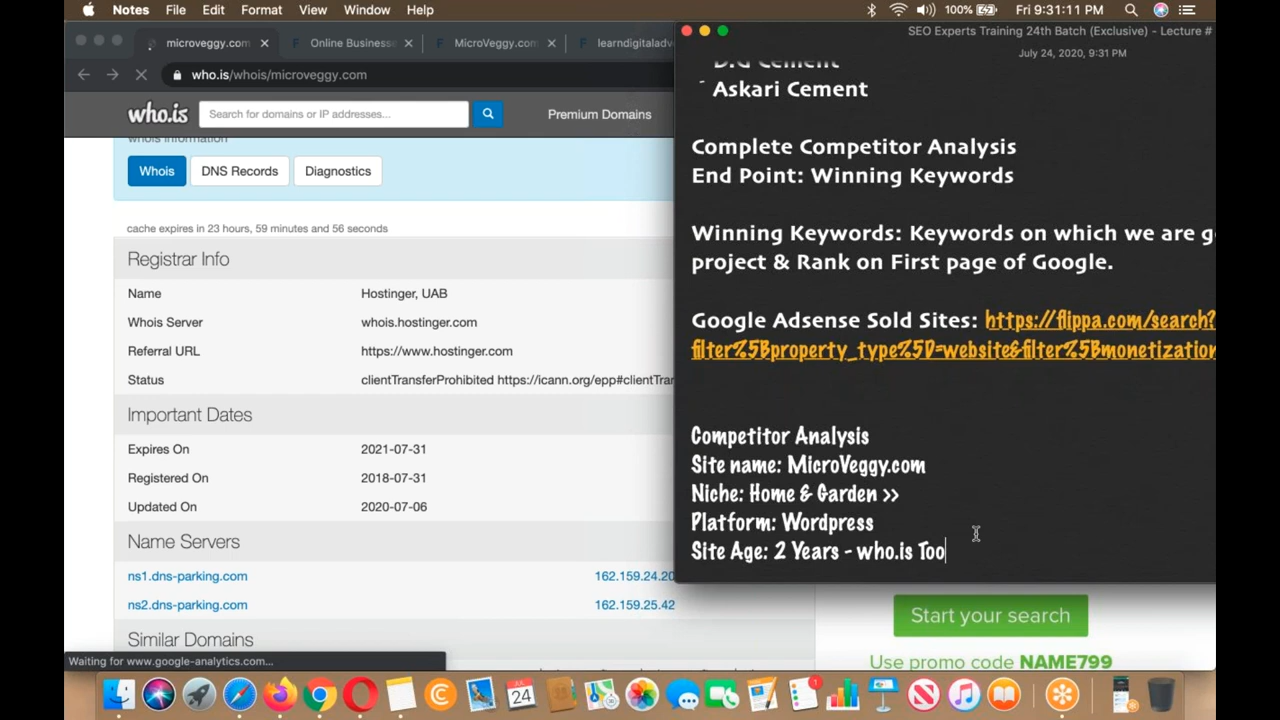 Notes File Edit Format View Window Help
100% Fri 9:31:11 PM
microveggy.com
Online Business
MicroVeggy.com
learndigitaladv
who.is/whois/microveggy.com
who.is
Search for domains or IP addresses...
Premium Domains
whois information
Whois
DNS Records
Diagnostics
cache expires in 23 hours, 59 minutes and 56 seconds
Registrar Info
Name Hostinger, UAB
Whois Server whois.hostinger.com
Referral URL https://www.hostinger.com
Status clientTransferProhibited https://icann.org/epp#clientTran
Important Dates
Expires On 2021-07-31
Registered On 2018-07-31
Updated On 2020-07-06
Name Servers
ns1.dns-parking.com 162.159.24.20
ns2.dns-parking.com 162.159.25.42
Similar Domains
Waiting for www.google-analytics.com...
SEO Experts Training 24th Batch (Exclusive) - Lecture #
July 24, 2020, 9:31 PM
D.G Cement
Askari Cement
Complete Competitor Analysis
End Point: Winning Keywords
Winning Keywords: Keywords on which we are g
project & Rank on First page of Google.
Google Adsense Sold Sites: https://flippa.com/search?
filter%5Bproperty_type%5D=website&filter%5Bmonetization
Competitor Analysis
Site name: MicroVeggy.com
Niche: Home & Garden >>
Platform: Wordpress
Site Age: 2 Years - who.is Too
Start your search
Use promo code NAME799
24
1